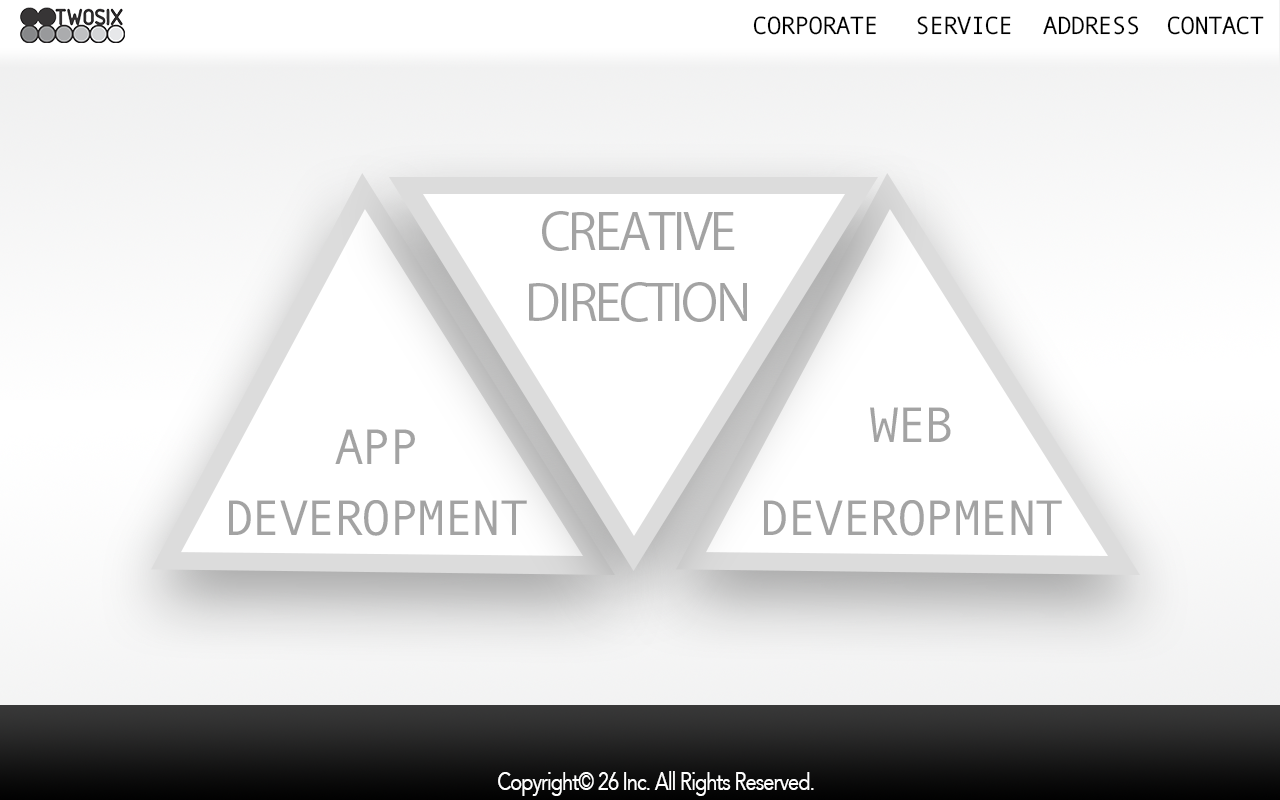 TWOSIX
CORPORATE SERVICE ADDRESS CONTACT
CREATIVE
DIRECTION
APP
DEVEROPMENT
WEB
DEVEROPMENT
Copyright© 26 Inc. All Rights Reserved.